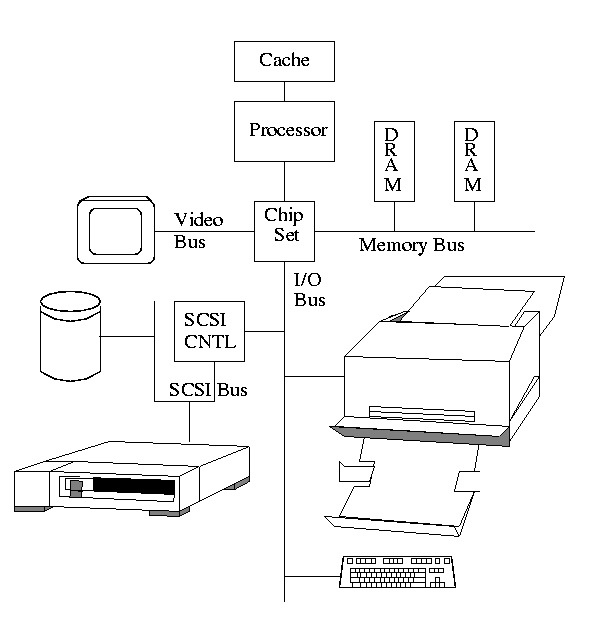 Cache
Processor
D
R
A
M
D
R
A
M
Chip
Set
Video
Bus
Memory Bus
I/O
Bus
SCSI
CNTL
SCSI Bus